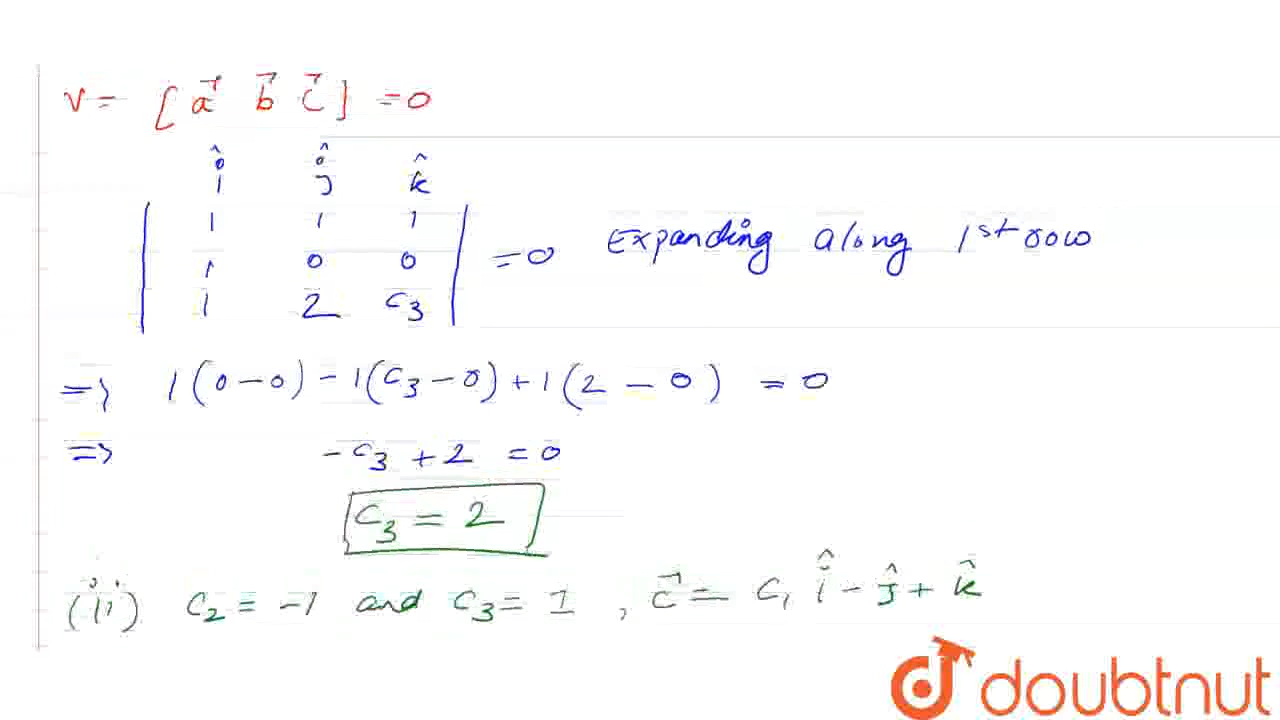 V = [a⃗ b⃗ c⃗] = 0
î ĵ k̂
| 1 1 1 |
| 1 0 0 | = 0 Expanding along 1st row
| 1 2 c₃ |
=> 1(0-0) - 1(c₃-0) + 1(2-0) = 0
=> -c₃ + 2 = 0
c₃ = 2
(ii) c₂ = -1 and c₃ = 1, c⃗ = c₁ î - ĵ + k̂
doubtnut